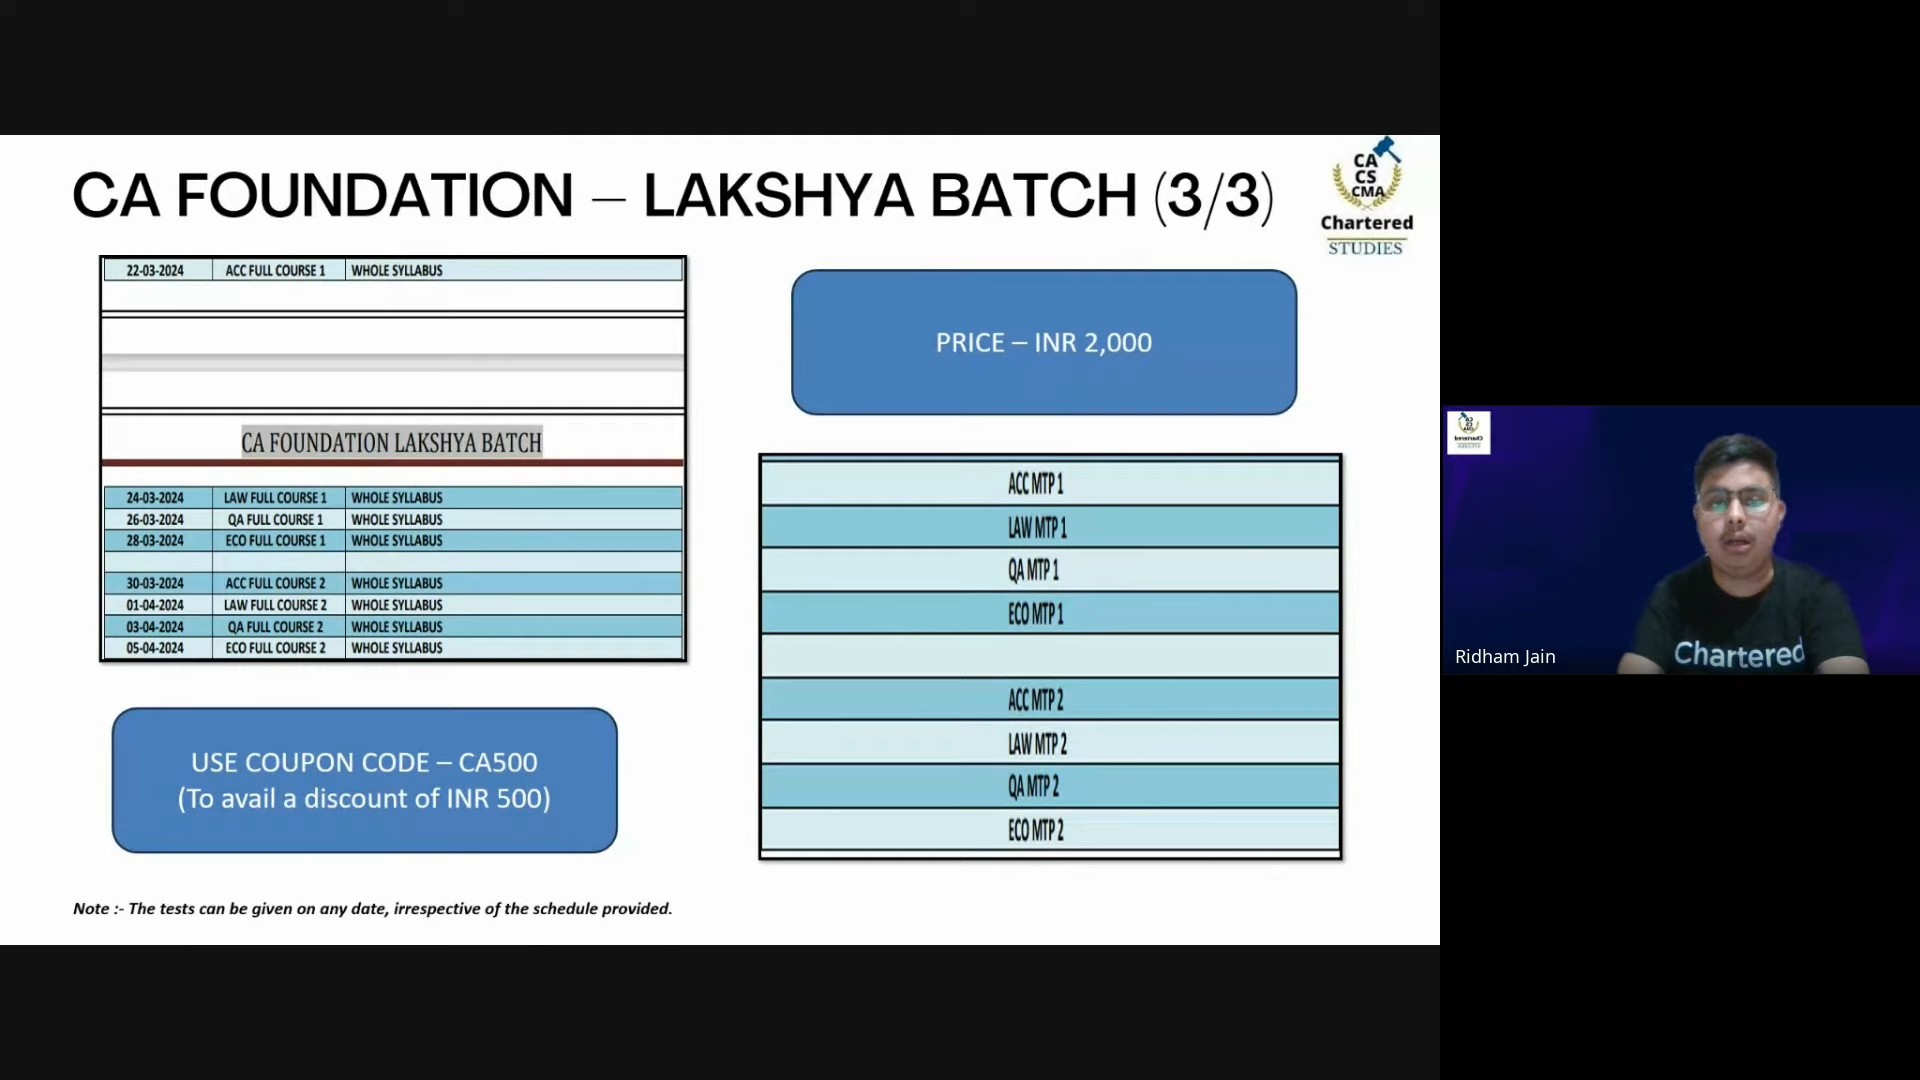 CA FOUNDATION – LAKSHYA BATCH (3/3)
CA
CS
CMA
Chartered
STUDIES
22-03-2024 ACC FULL COURSE 1 WHOLE SYLLABUS
CA FOUNDATION LAKSHYA BATCH
24-03-2024 LAW FULL COURSE 1 WHOLE SYLLABUS
26-03-2024 QA FULL COURSE 1 WHOLE SYLLABUS
28-03-2024 ECO FULL COURSE 1 WHOLE SYLLABUS
30-03-2024 ACC FULL COURSE 2 WHOLE SYLLABUS
01-04-2024 LAW FULL COURSE 2 WHOLE SYLLABUS
03-04-2024 QA FULL COURSE 2 WHOLE SYLLABUS
05-04-2024 ECO FULL COURSE 2 WHOLE SYLLABUS
USE COUPON CODE – CA500
(To avail a discount of INR 500)
PRICE – INR 2,000
ACC MTP 1
LAW MTP 1
QA MTP 1
ECO MTP 1
ACC MTP 2
LAW MTP 2
QA MTP 2
ECO MTP 2
Note :- The tests can be given on any date, irrespective of the schedule provided.
Chartered
Ridham Jain